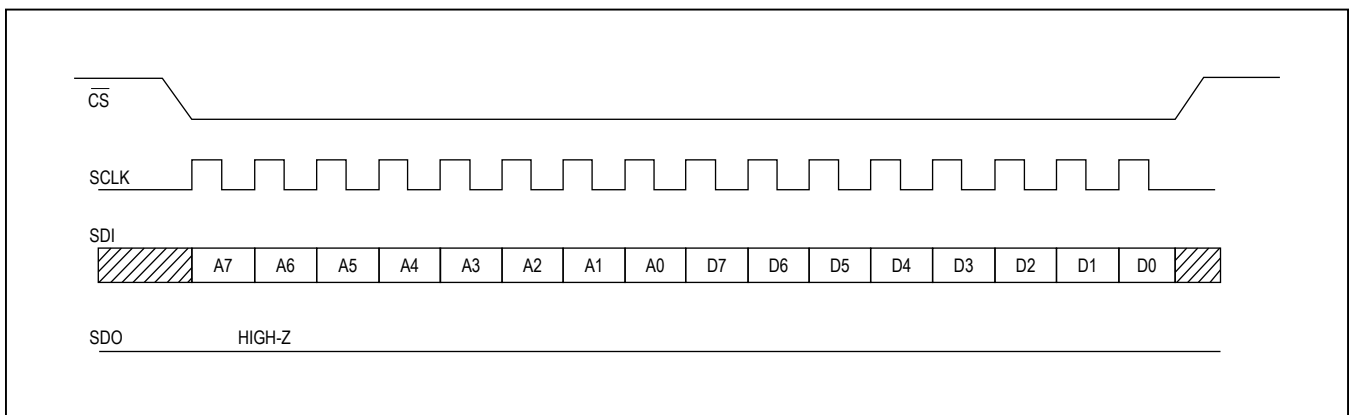 C̅S̅
SCLK
SDI
A7 A6 A5 A4 A3 A2 A1 A0 D7 D6 D5 D4 D3 D2 D1 D0
SDO HIGH-Z